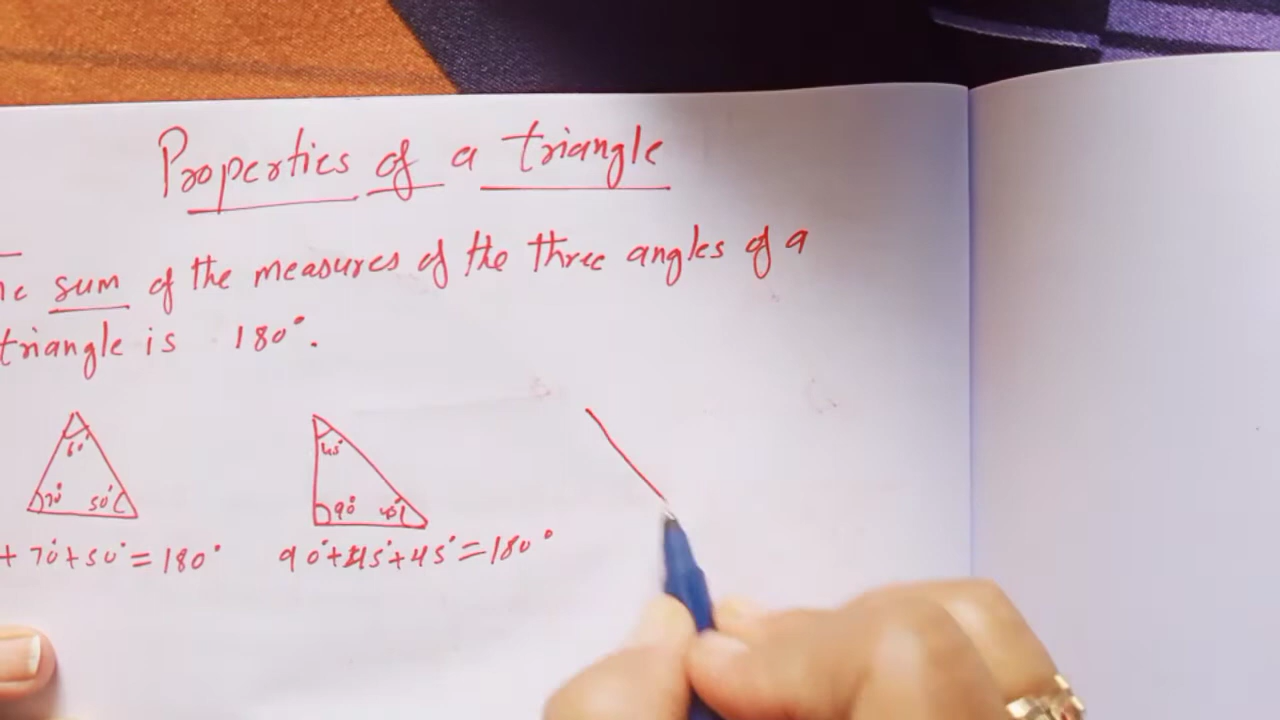 Properties of a triangle
sum of the measures of the three angles of a
triangle is 180°.
60° 45°
70° 50° 90° 45°
+ 70°+50°=180° 90°+45°+45°=180°